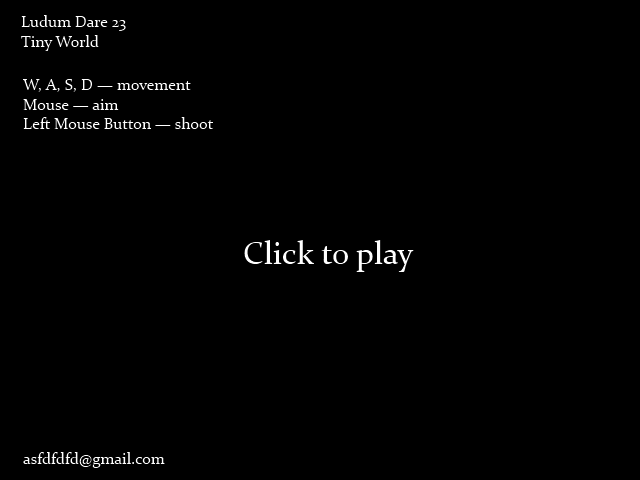 Ludum Dare 23
Tiny World
W, A, S, D — movement
Mouse — aim
Left Mouse Button — shoot
Click to play
asfdfdfd@gmail.com